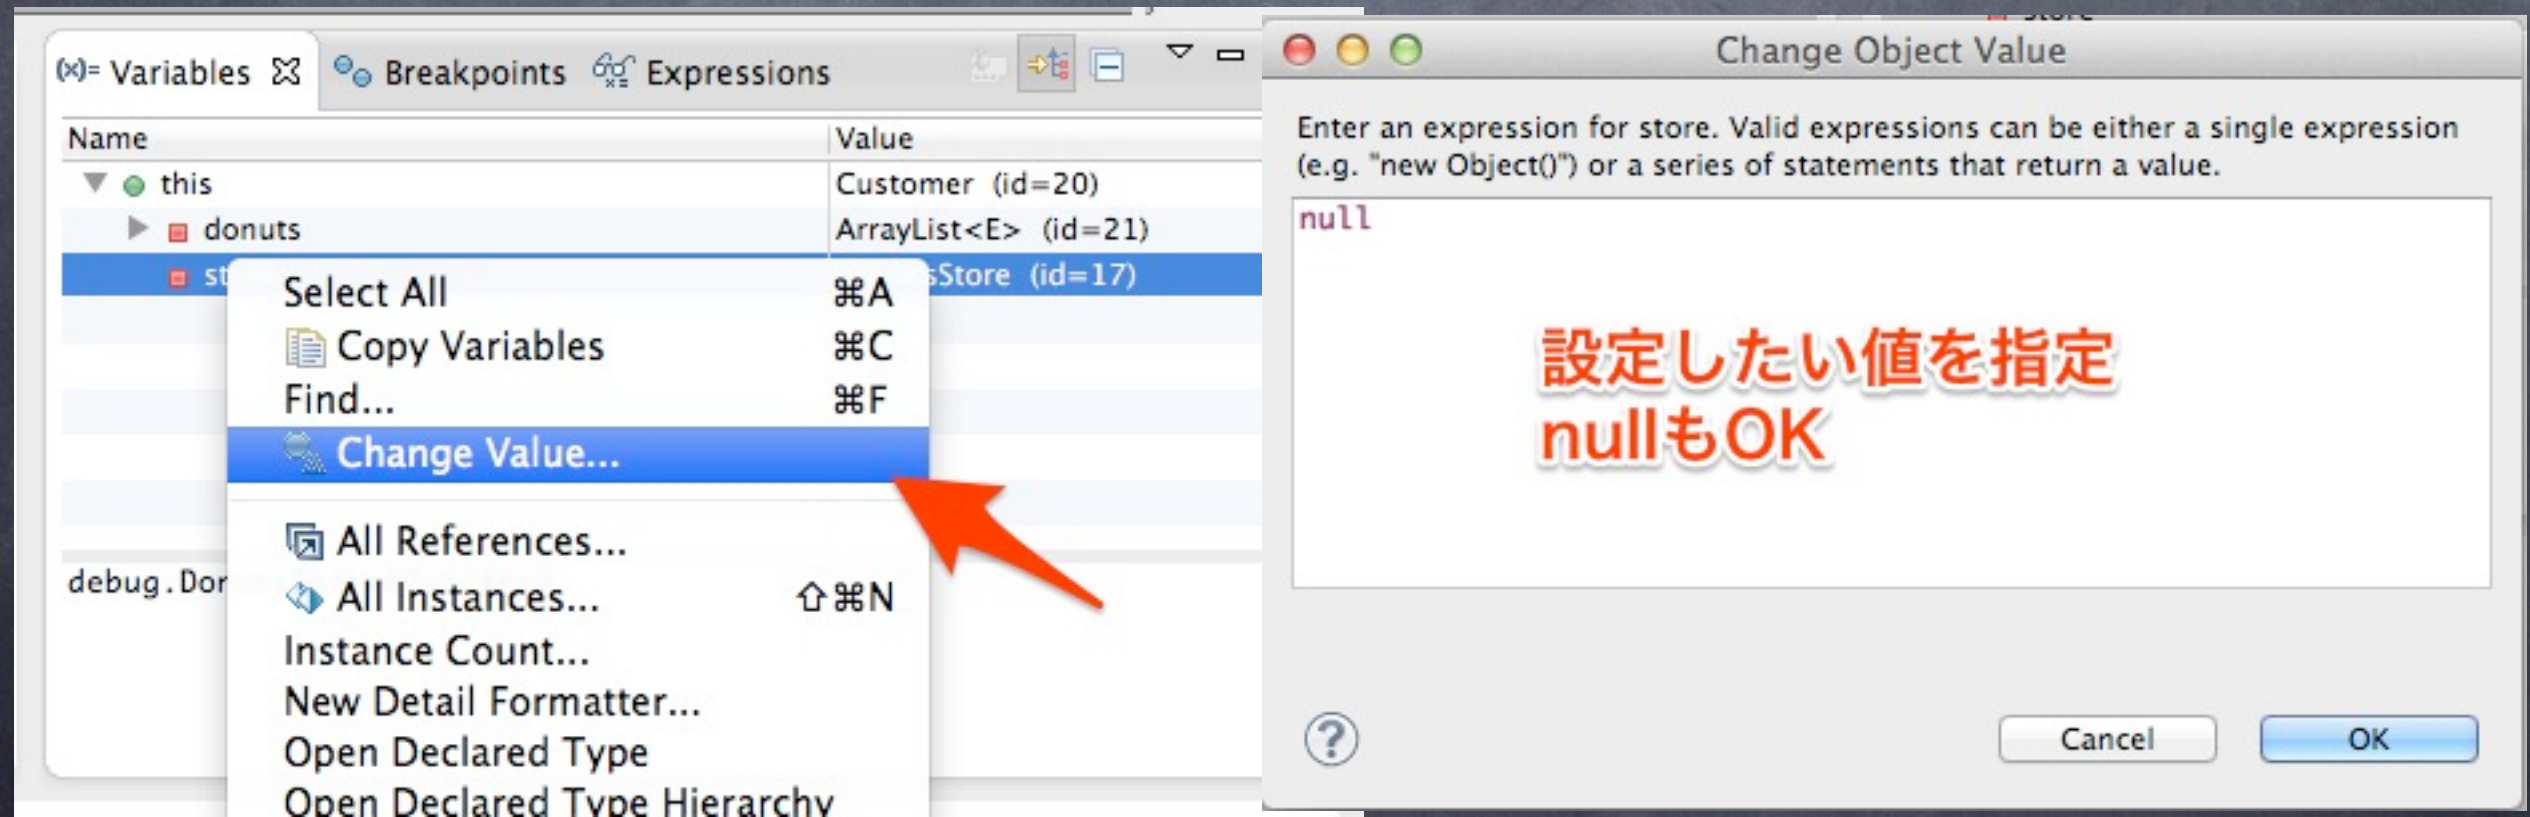 (x)= Variables Breakpoints Expressions
Name Value
this Customer (id=20)
donuts ArrayList<E> (id=21)
(id=17)
Select All ⌘A
Copy Variables ⌘C
Find... ⌘F
Change Value...
All References...
All Instances... ⇧⌘N
Instance Count...
New Detail Formatter...
Open Declared Type
Open Declared Type Hierarchy
Change Object Value
Enter an expression for store. Valid expressions can be either a single expression
(e.g. "new Object()") or a series of statements that return a value.
null
設定したい値を指定
nullもOK
Cancel OK